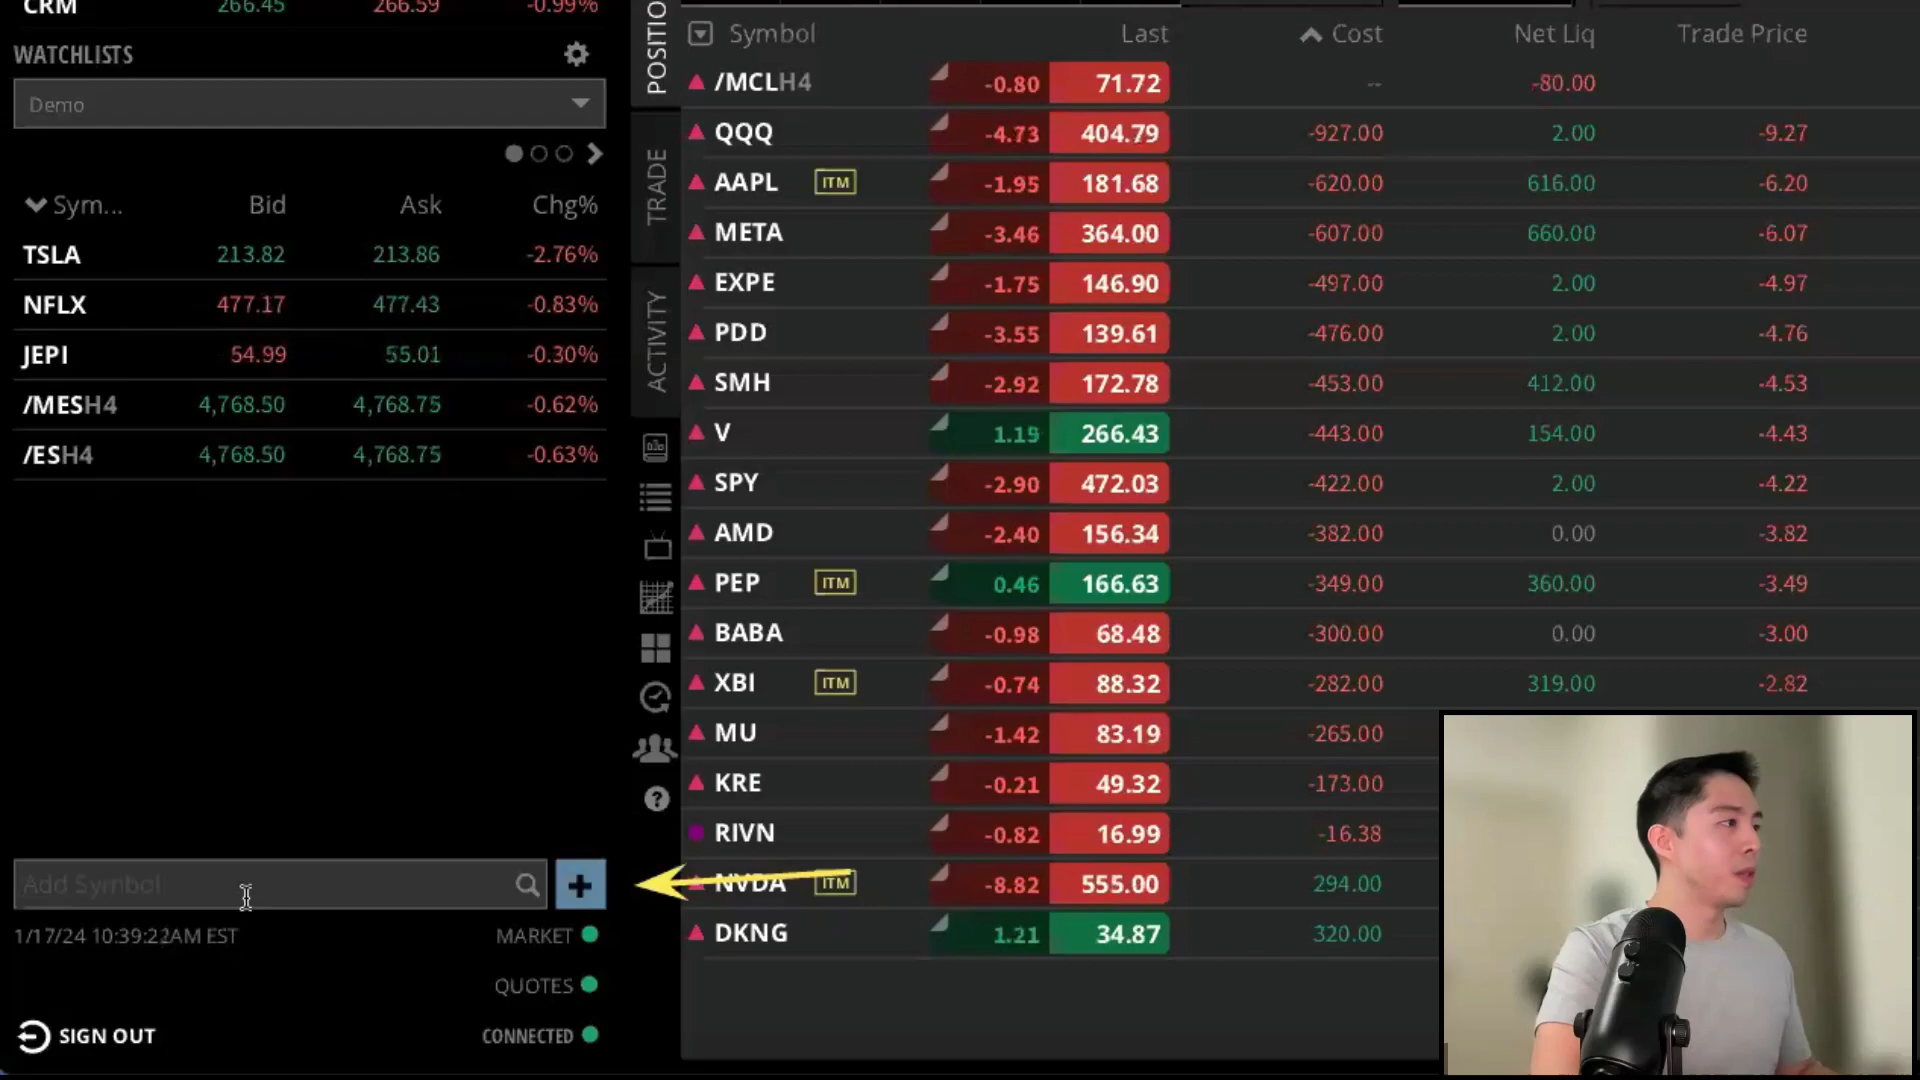 CRM 266.45 266.59 -0.99%
WATCHLISTS
Demo
Sym... Bid Ask Chg%
TSLA 213.82 213.86 -2.76%
NFLX 477.17 477.43 -0.83%
JEPI 54.99 55.01 -0.30%
/MESH4 4,768.50 4,768.75 -0.62%
/ESH4 4,768.50 4,768.75 -0.63%
Add Symbol
1/17/24 10:39:22AM EST MARKET
QUOTES
SIGN OUT CONNECTED
POSITIO
TRADE
ACTIVITY
Symbol Last Cost Net Liq Trade Price
/MCLH4 -0.80 71.72 -- -80.00
QQQ -4.73 404.79 -927.00 2.00 -9.27
AAPL ITM -1.95 181.68 -620.00 616.00 -6.20
META -3.46 364.00 -607.00 660.00 -6.07
EXPE -1.75 146.90 -497.00 2.00 -4.97
PDD -3.55 139.61 -476.00 2.00 -4.76
SMH -2.92 172.78 -453.00 412.00 -4.53
V 1.19 266.43 -443.00 154.00 -4.43
SPY -2.90 472.03 -422.00 2.00 -4.22
AMD -2.40 156.34 -382.00 0.00 -3.82
PEP ITM 0.46 166.63 -349.00 360.00 -3.49
BABA -0.98 68.48 -300.00 0.00 -3.00
XBI ITM -0.74 88.32 -282.00 319.00 -2.82
MU -1.42 83.19 -265.00
KRE -0.21 49.32 -173.00
RIVN -0.82 16.99 -16.38
NVDA ITM -8.82 555.00 294.00
DKNG 1.21 34.87 320.00